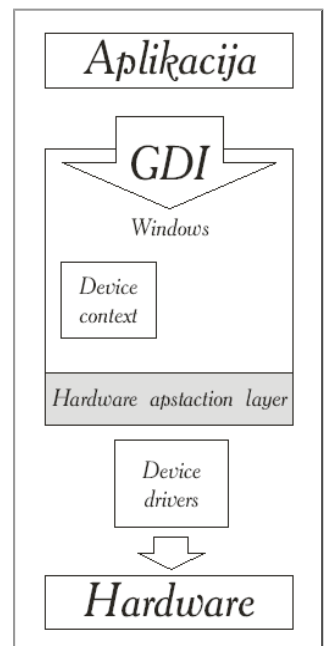 Aplikacija
GDI
Windows
Device
context
Hardware apstaction layer
Device
drivers
Hardware